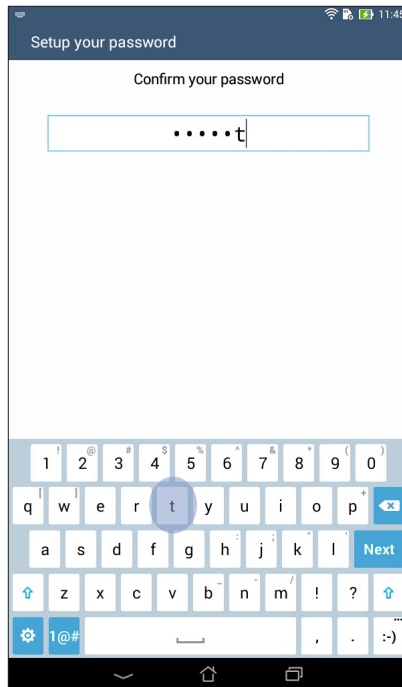 11:45
Setup your password
Confirm your password
•••••t
! @ # $ % ^ & * ( )
1 2 3 4 5 6 7 8 9 0
[ ] +
q w e r t y u i o p
: ; " '
a s d f g h j k l Next
_ - /
z x c v b n m ! ?
1@# , . ... :-)